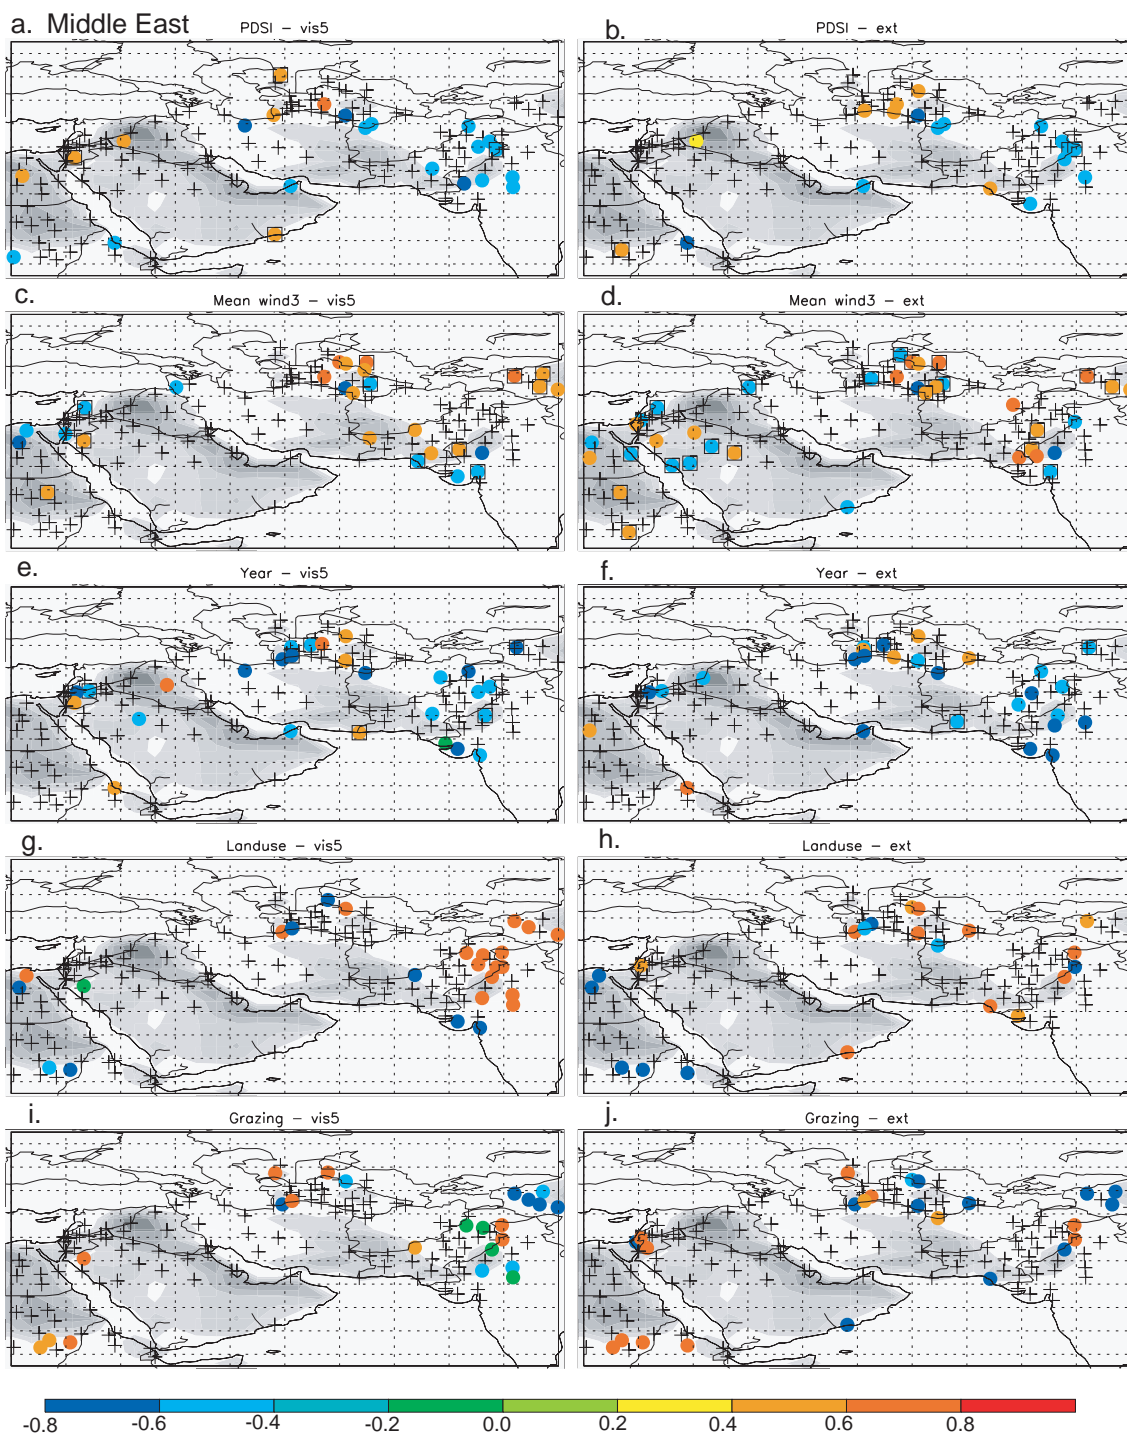 a. Middle East
PDSI – vis5
b.
PDSI – ext
c.
Mean wind3 – vis5
d.
Mean wind3 – ext
e.
Year – vis5
f.
Year – ext
g.
Landuse – vis5
h.
Landuse – ext
i.
Grazing – vis5
j.
Grazing – ext
-0.8 -0.6 -0.4 -0.2 0.0 0.2 0.4 0.6 0.8